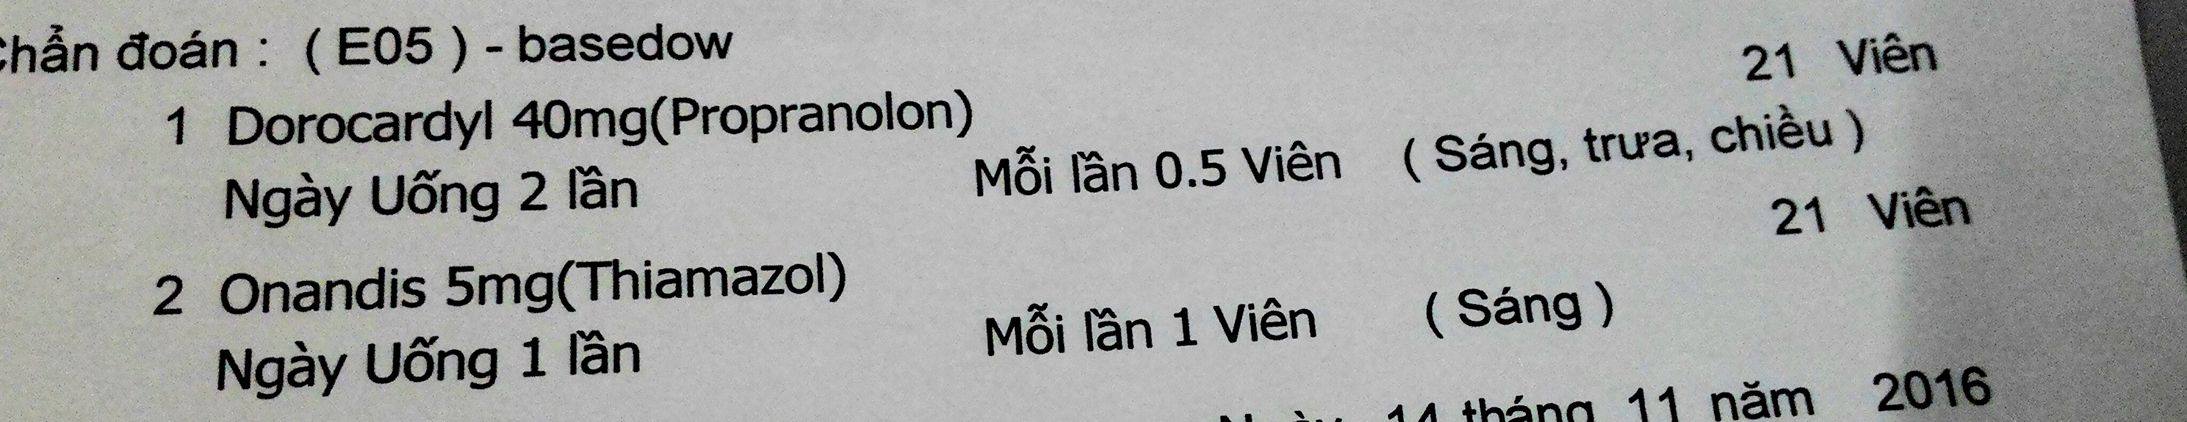 Chẩn đoán : ( E05 ) - basedow
1 Dorocardyl 40mg(Propranolon) 21 Viên
Ngày Uống 2 lần Mỗi lần 0.5 Viên ( Sáng, trưa, chiều )
2 Onandis 5mg(Thiamazol) 21 Viên
Ngày Uống 1 lần Mỗi lần 1 Viên ( Sáng )
Ngày 14 tháng 11 năm 2016